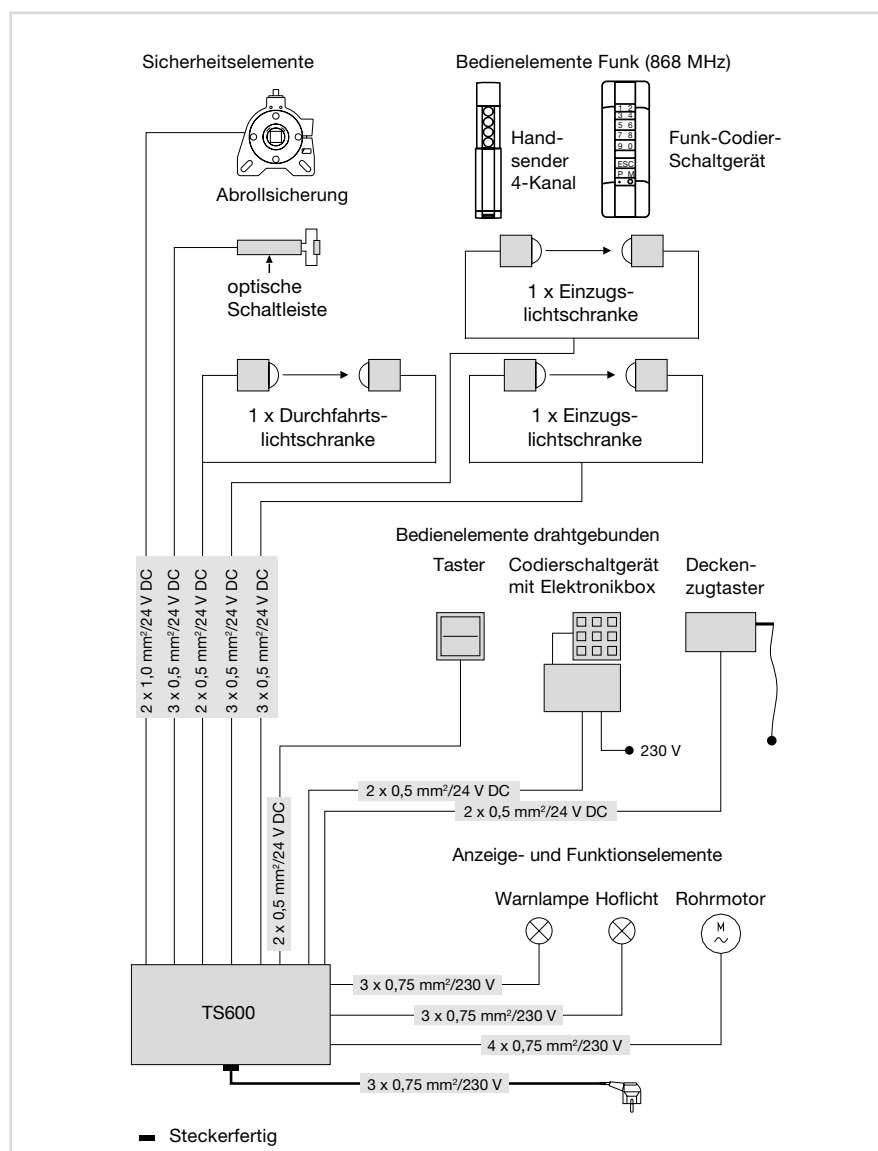 Sicherheitselemente
Bedienelemente Funk (868 MHz)
Abrollsicherung
Hand-
sender
4-Kanal
1 2
3 4
5 6
7 8
9 0
ESC
P M
Funk-Codier-
Schaltgerät
optische
Schaltleiste
1 x Einzugs-
lichtschranke
1 x Durchfahrts-
lichtschranke
1 x Einzugs-
lichtschranke
2 x 1,0 mm²/24 V DC
3 x 0,5 mm²/24 V DC
2 x 0,5 mm²/24 V DC
3 x 0,5 mm²/24 V DC
3 x 0,5 mm²/24 V DC
Bedienelemente drahtgebunden
Taster
Codierschaltgerät
mit Elektronikbox
Decken-
zugtaster
230 V
2 x 0,5 mm²/24 V DC
2 x 0,5 mm²/24 V DC
2 x 0,5 mm²/24 V DC
Anzeige- und Funktionselemente
Warnlampe
Hoflicht
Rohrmotor
M
~
TS600
3 x 0,75 mm²/230 V
3 x 0,75 mm²/230 V
4 x 0,75 mm²/230 V
3 x 0,75 mm²/230 V
Steckerfertig